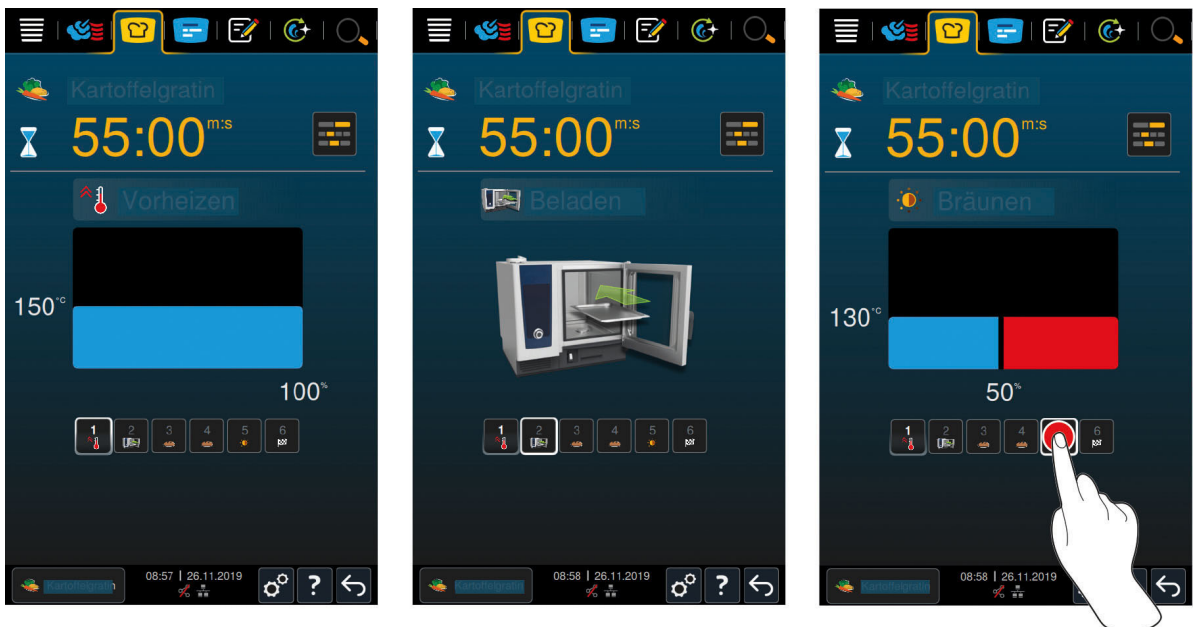 Kartoffelgratin
55:00 m:s
Vorheizen
150 °C
100 %
1 2 3 4 5 6
Kartoffelgratin
08:57 | 26.11.2019
?
Kartoffelgratin
55:00 m:s
Beladen
1 2 3 4 5 6
Kartoffelgratin
08:58 | 26.11.2019
?
Kartoffelgratin
55:00 m:s
Bräunen
130 °C
50 %
1 2 3 4 6
Kartoffelgratin
08:58 | 26.11.2019